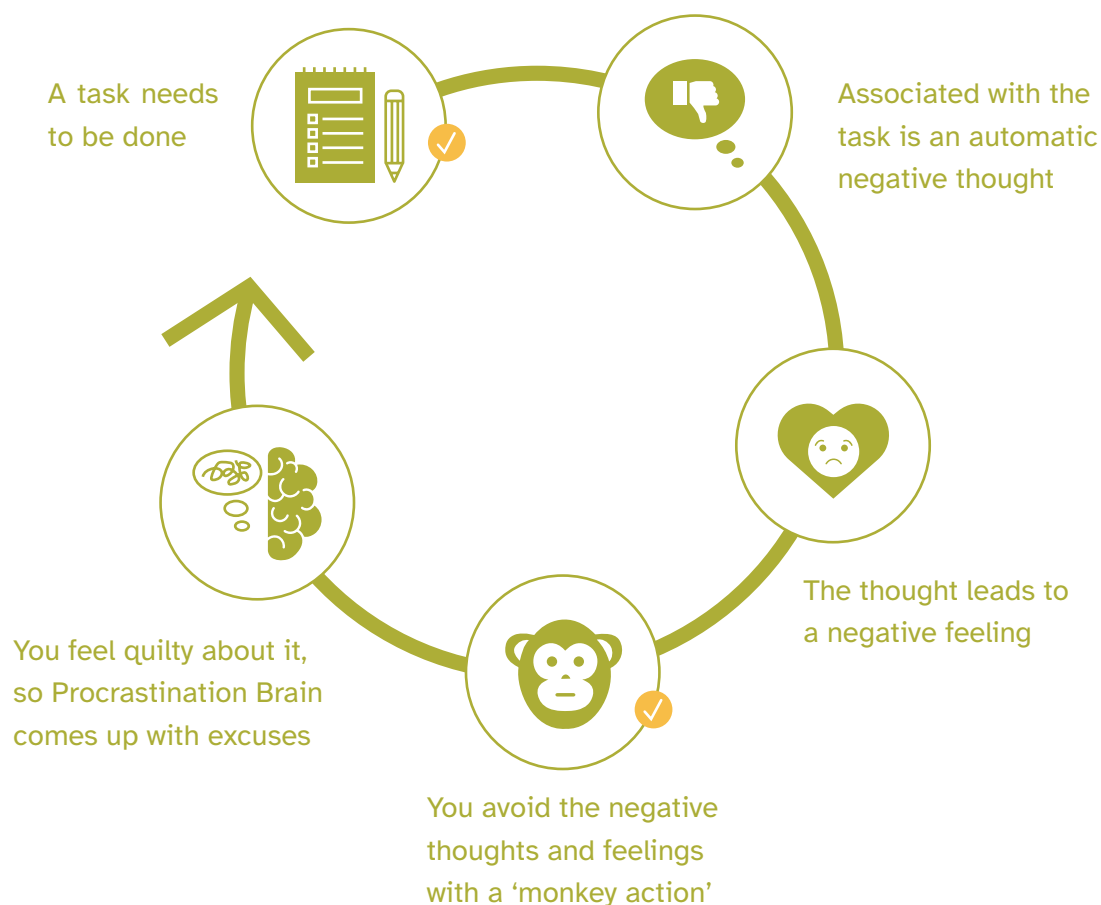 A task needs
to be done
Associated with the
task is an automatic
negative thought
The thought leads to
a negative feeling
You avoid the negative
thoughts and feelings
with a ‘monkey action’
You feel quilty about it,
so Procrastination Brain
comes up with excuses